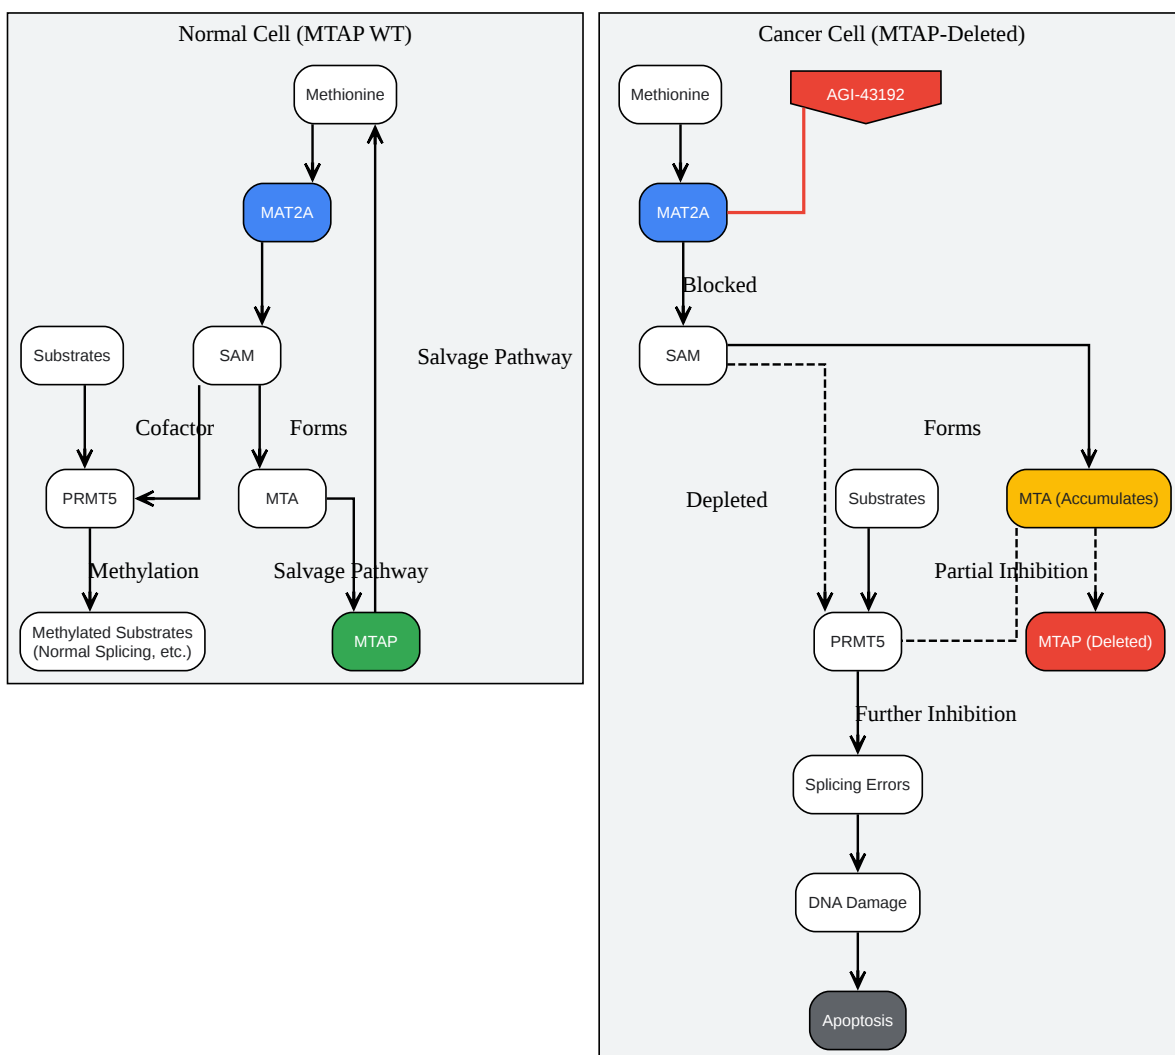 Normal Cell (MTAP WT)
Methionine
MAT2A
Substrates
SAM
Salvage Pathway
Cofactor
Forms
PRMT5
MTA
Methylation
Salvage Pathway
Methylated Substrates
(Normal Splicing, etc.)
MTAP
Cancer Cell (MTAP-Deleted)
Methionine
AGI-43192
MAT2A
Blocked
SAM
Forms
Depleted
Substrates
MTA (Accumulates)
Partial Inhibition
PRMT5
MTAP (Deleted)
Further Inhibition
Splicing Errors
DNA Damage
Apoptosis